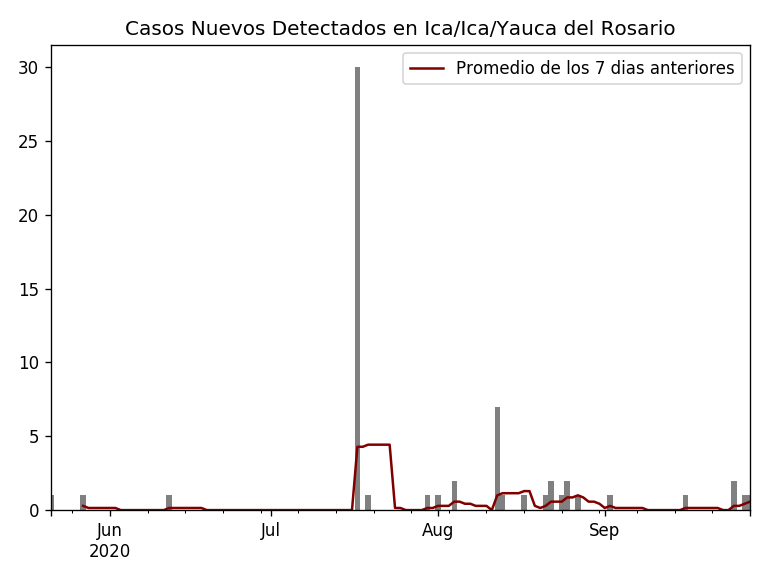 Casos Nuevos Detectados en Ica/Ica/Yauca del Rosario
Promedio de los 7 dias anteriores
30
25
20
15
10
5
0
Jun
2020
Jul
Aug
Sep